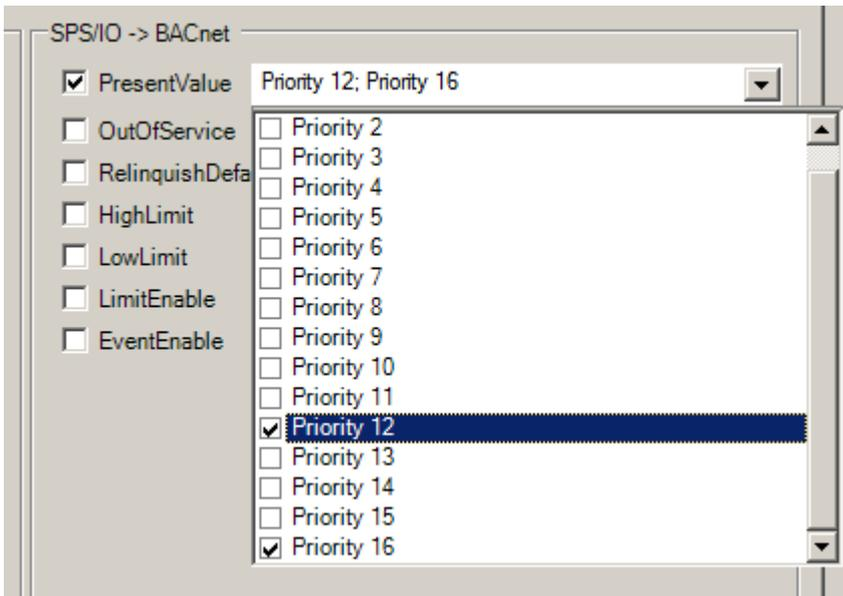 SPS/IO -> BACnet
PresentValue Priority 12; Priority 16
OutOfService
RelinquishDefa
HighLimit
LowLimit
LimitEnable
EventEnable
Priority 2
Priority 3
Priority 4
Priority 5
Priority 6
Priority 7
Priority 8
Priority 9
Priority 10
Priority 11
Priority 12
Priority 13
Priority 14
Priority 15
Priority 16